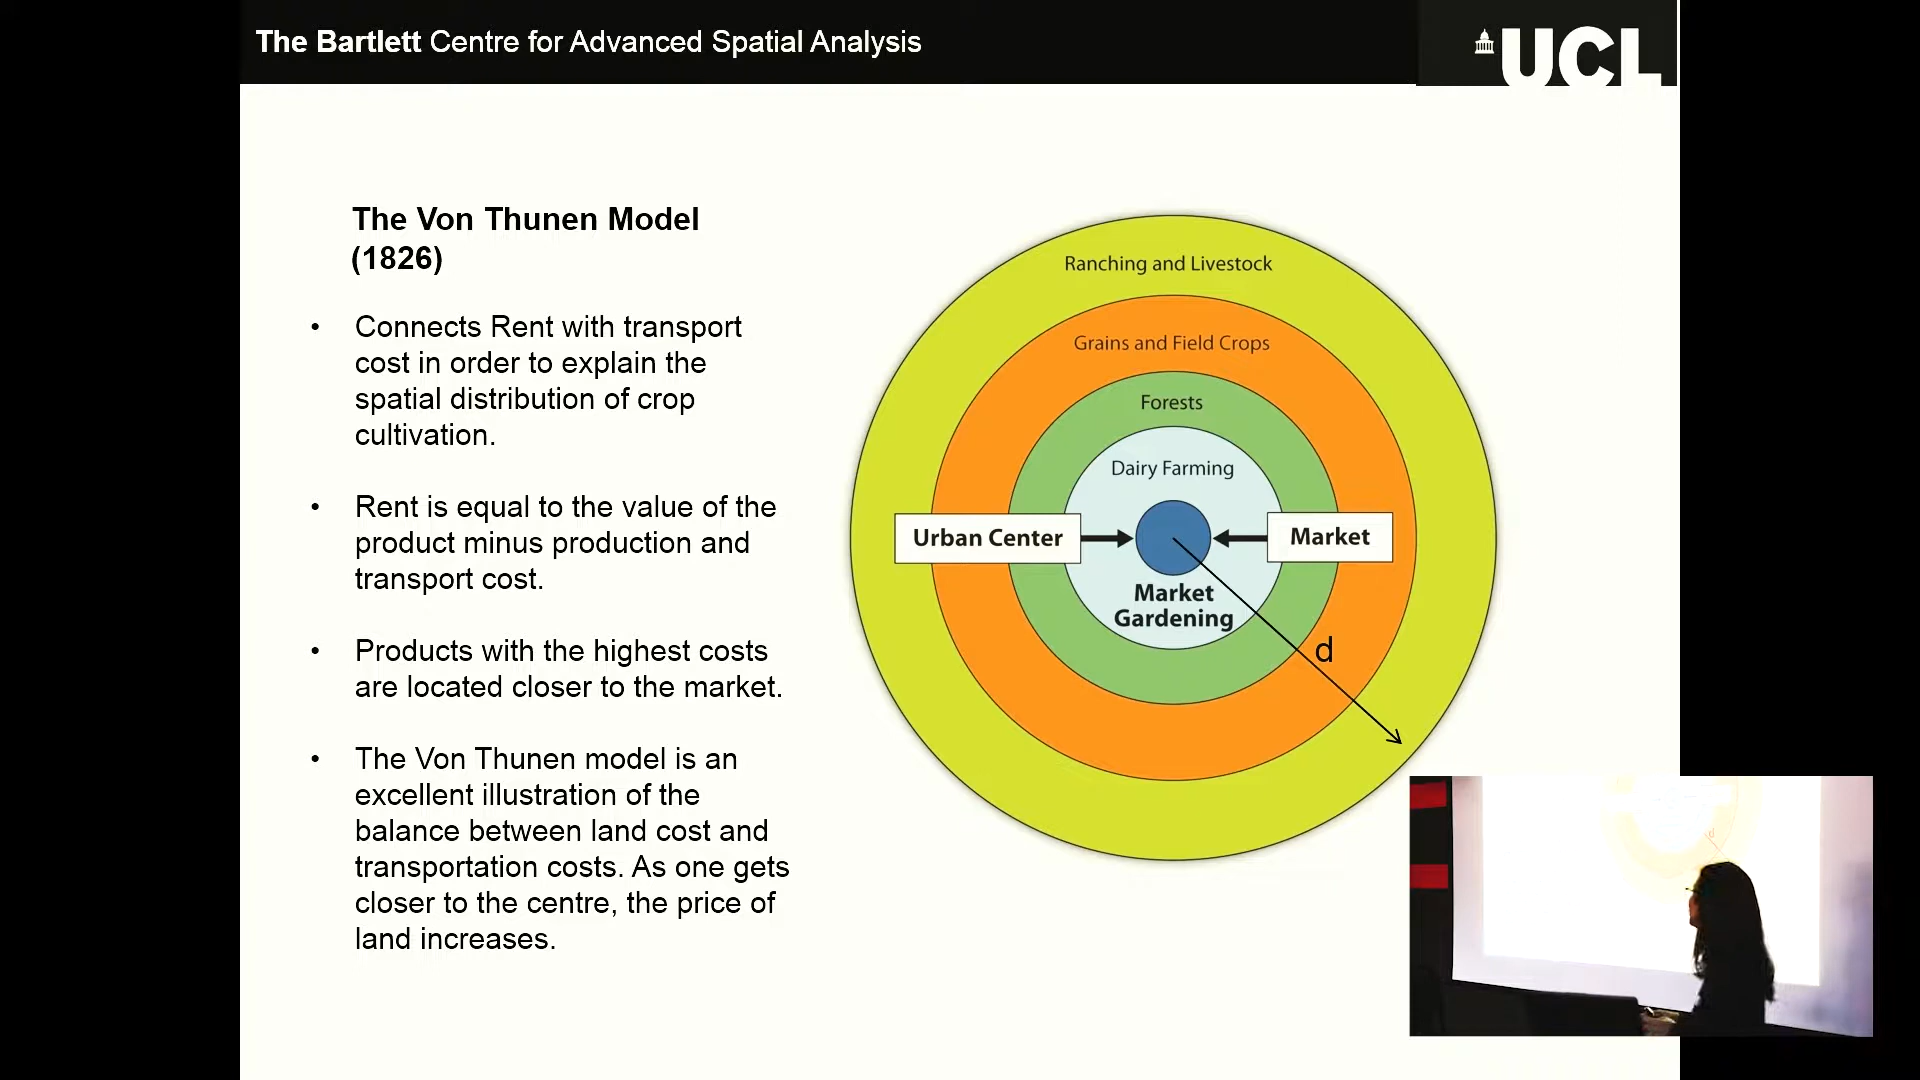 The Bartlett Centre for Advanced Spatial Analysis
UCL
The Von Thunen Model
(1826)
• Connects Rent with transport
cost in order to explain the
spatial distribution of crop
cultivation.
• Rent is equal to the value of the
product minus production and
transport cost.
• Products with the highest costs
are located closer to the market.
• The Von Thunen model is an
excellent illustration of the
balance between land cost and
transportation costs. As one gets
closer to the centre, the price of
land increases.
Ranching and Livestock
Grains and Field Crops
Forests
Dairy Farming
Urban Center
Market
Market
Gardening
d